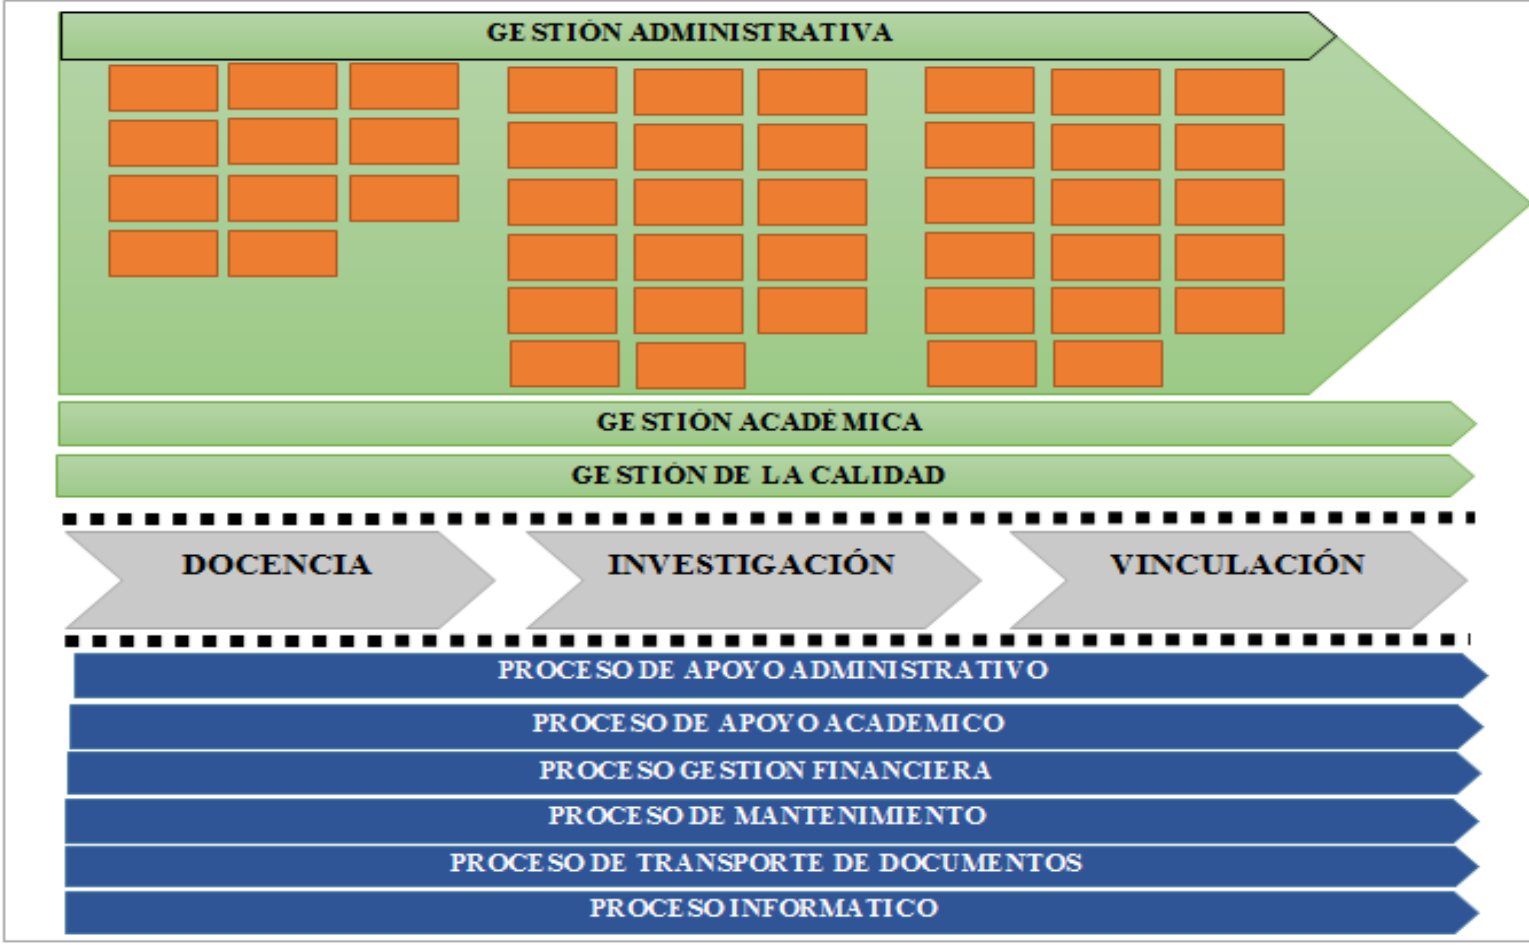 GESTIÓN ADMINISTRATIVA
GESTIÓN ACADÉMICA
GESTIÓN DE LA CALIDAD
DOCENCIA
INVESTIGACIÓN
VINCULACIÓN
PROCESO DE APOYO ADMINISTRATIVO
PROCESO DE APOYO ACADEMICO
PROCESO GESTION FINANCIERA
PROCESO DE MANTENIMIENTO
PROCESO DE TRANSPORTE DE DOCUMENTOS
PROCESO INFORMATICO